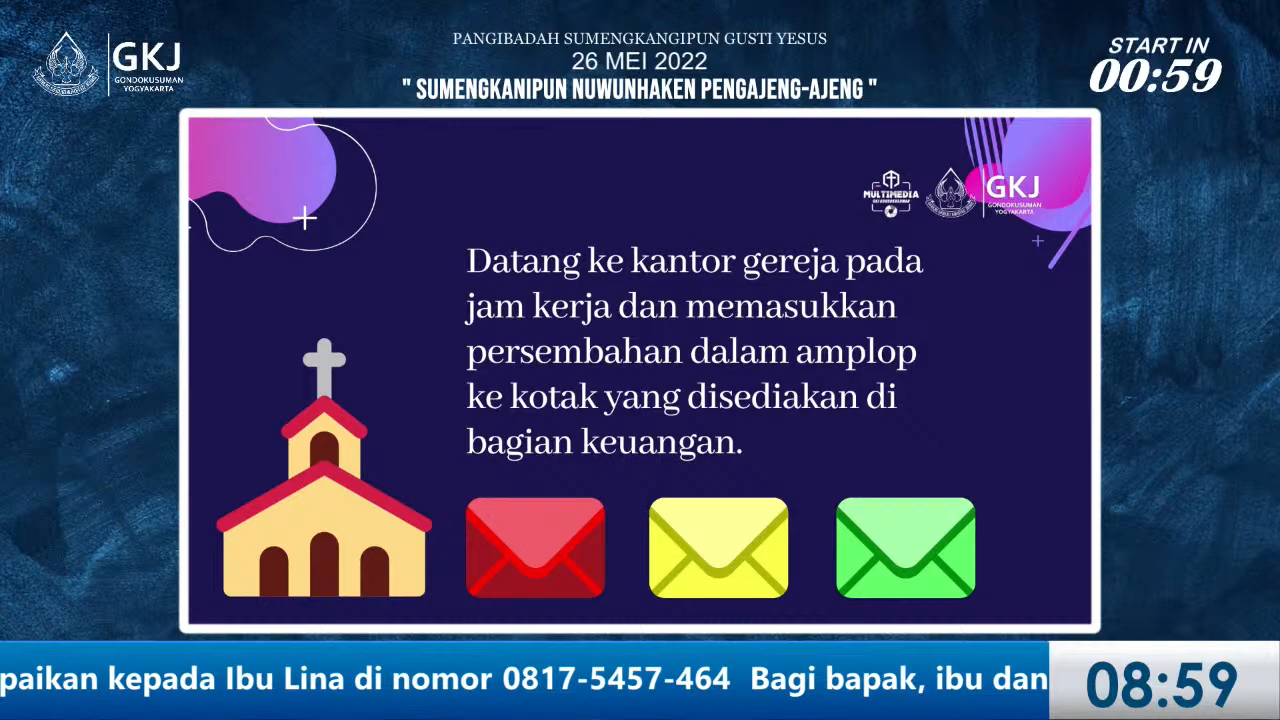 GKJ
GONDOKUSUMAN
YOGYAKARTA
PANGIBADAH SUMENGKANGIPUN GUSTI YESUS
26 MEI 2022
" SUMENGKANIPUN NUWUNHAKEN PENGAJENG-AJENG "
START IN
00:59
MULTIMEDIA
GKJ GONDOKUSUMAN
GKJ
GONDOKUSUMAN
YOGYAKARTA
Datang ke kantor gereja pada
jam kerja dan memasukkan
persembahan dalam amplop
ke kotak yang disediakan di
bagian keuangan.
paikan kepada Ibu Lina di nomor 0817-5457-464 Bagi bapak, ibu dan
08:59